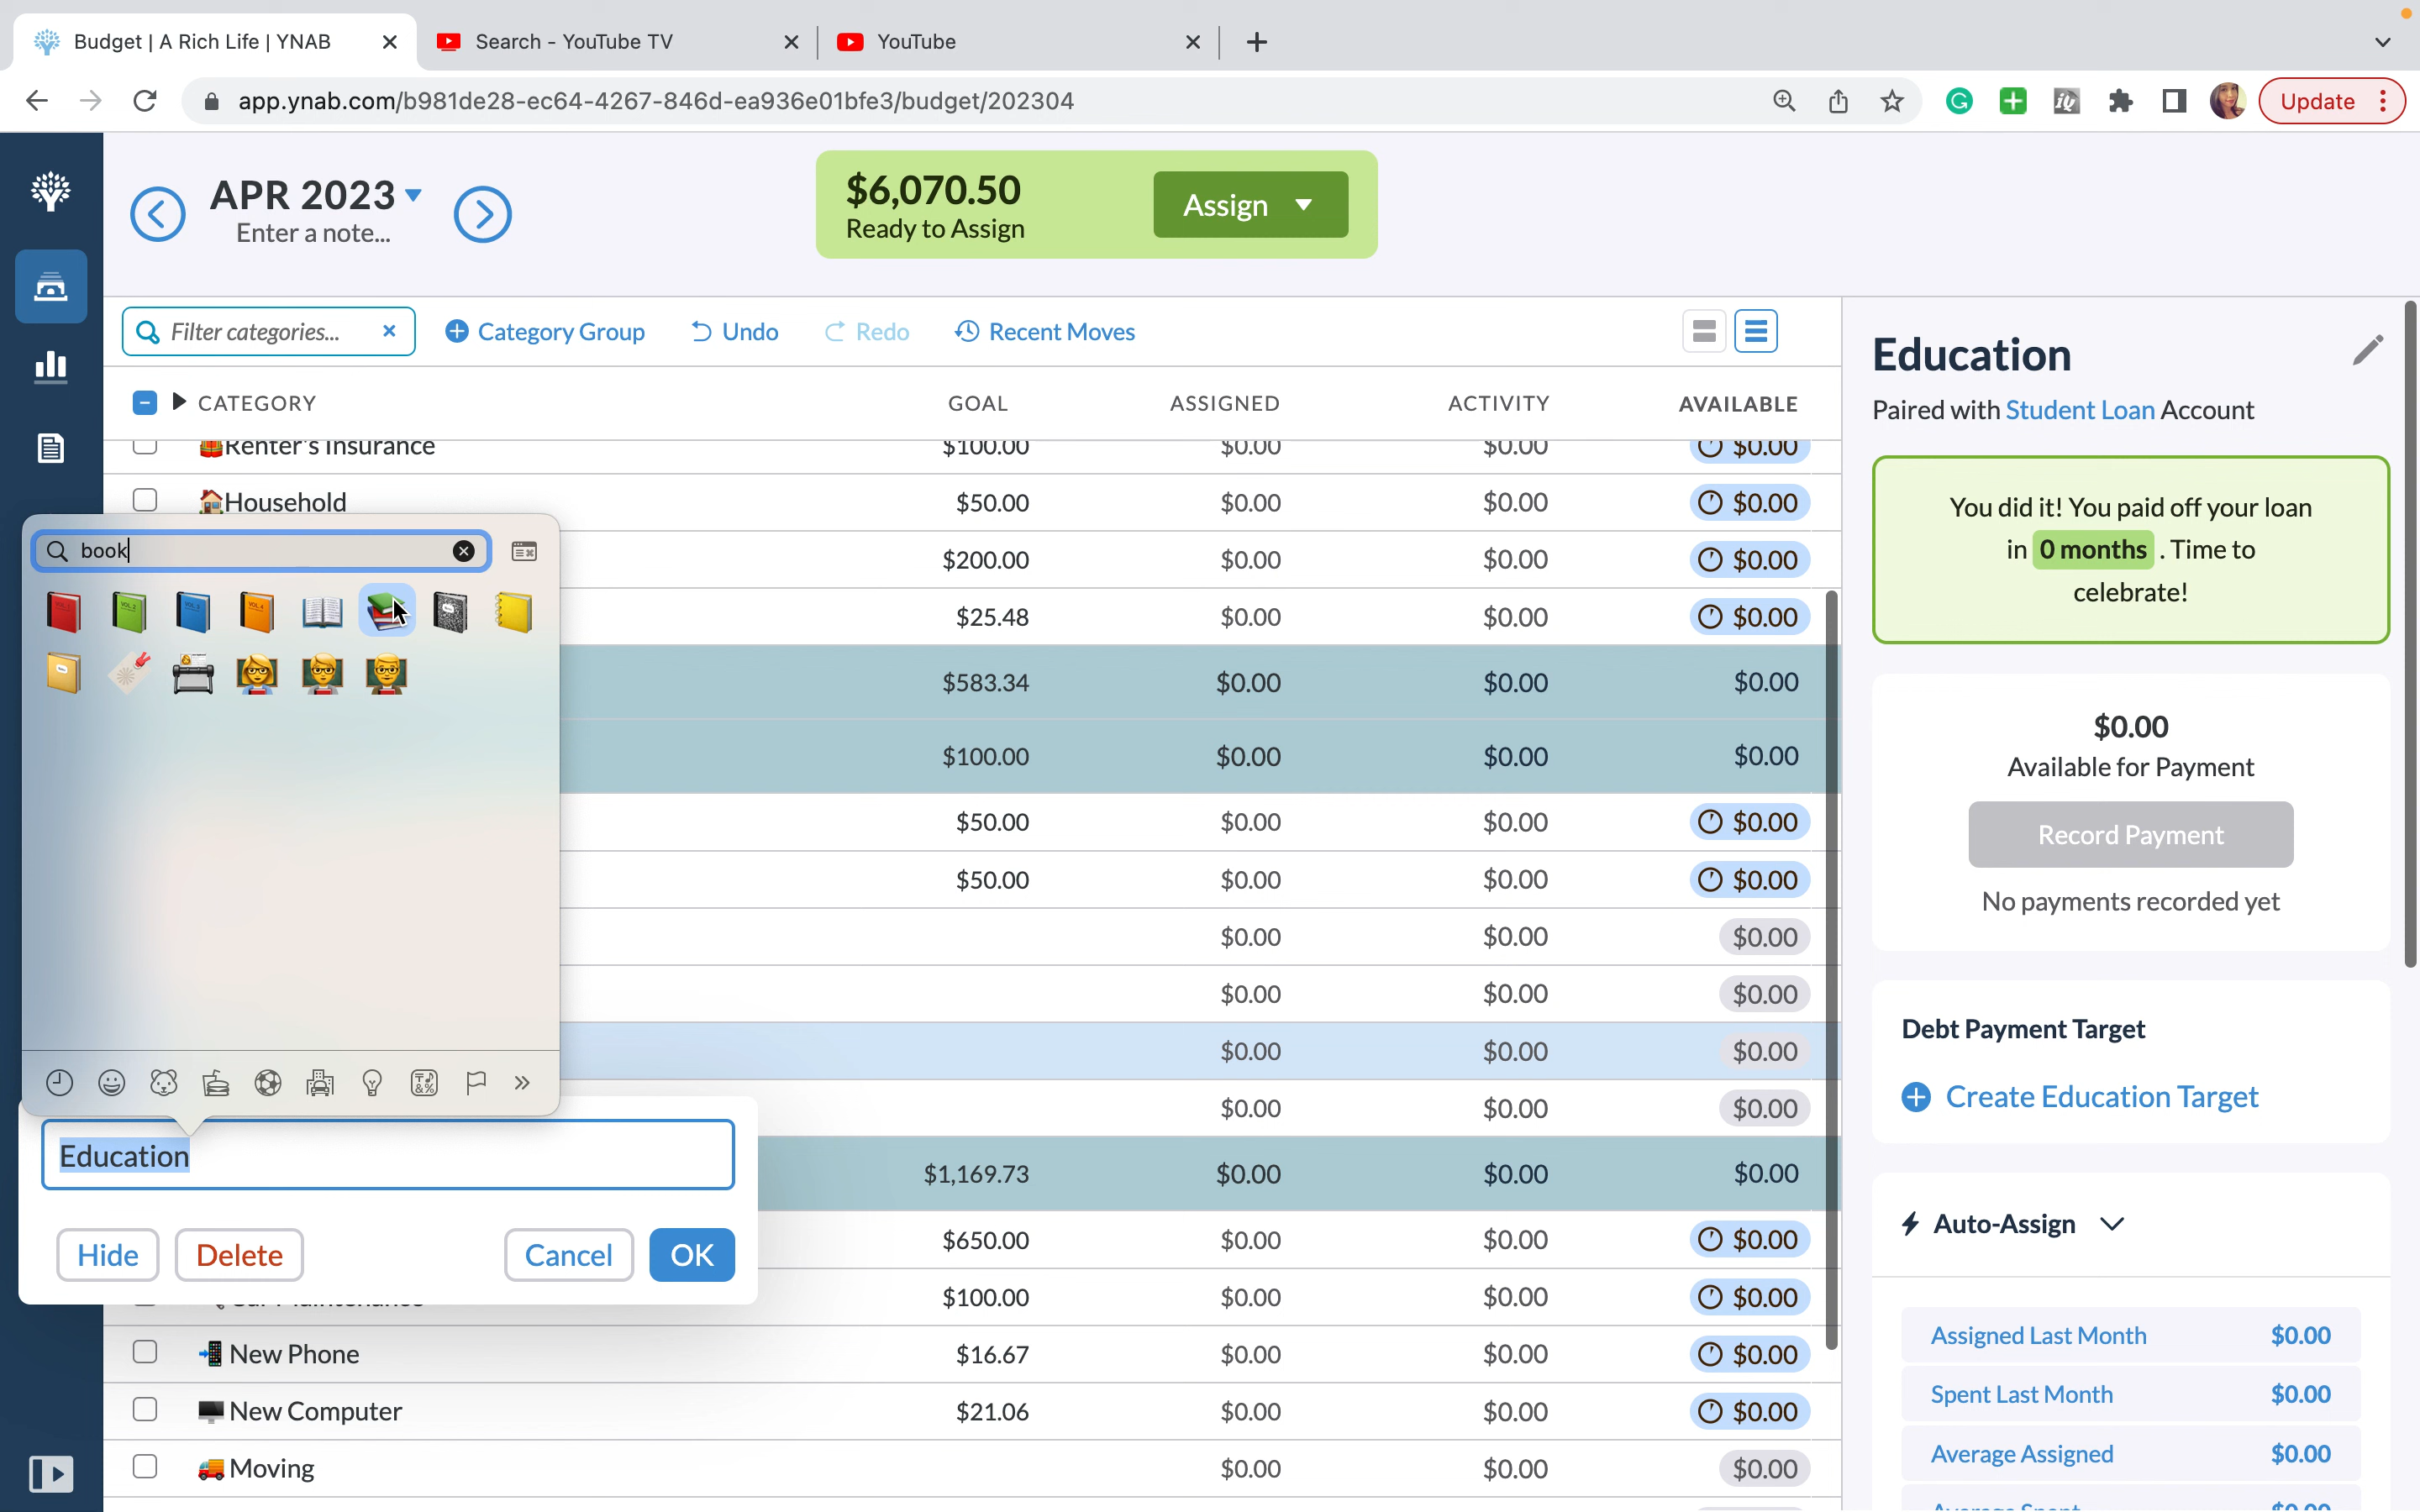 Budget | A Rich Life | YNAB
Search - YouTube TV
YouTube
app.ynab.com/b981de28-ec64-4267-846d-ea936e01bfe3/budget/202304
Update
APR 2023
Enter a note...
$6,070.50
Ready to Assign
Assign
Filter categories...
Category Group
Undo
Redo
Recent Moves
CATEGORY GOAL ASSIGNED ACTIVITY AVAILABLE
Renter's Insurance $100.00 $0.00 $0.00 $0.00
Household $50.00 $0.00 $0.00 $0.00
$200.00 $0.00 $0.00 $0.00
$25.48 $0.00 $0.00 $0.00
$583.34 $0.00 $0.00 $0.00
$100.00 $0.00 $0.00 $0.00
$50.00 $0.00 $0.00 $0.00
$50.00 $0.00 $0.00 $0.00
$0.00 $0.00 $0.00
$0.00 $0.00 $0.00
$0.00 $0.00 $0.00
$0.00 $0.00 $0.00
$1,169.73 $0.00 $0.00 $0.00
$650.00 $0.00 $0.00 $0.00
$100.00 $0.00 $0.00 $0.00
New Phone $16.67 $0.00 $0.00 $0.00
New Computer $21.06 $0.00 $0.00 $0.00
Moving $0.00 $0.00 $0.00
book
Education
Hide
Delete
Cancel
OK
Education
Paired with Student Loan Account
You did it! You paid off your loan
in 0 months . Time to
celebrate!
$0.00
Available for Payment
Record Payment
No payments recorded yet
Debt Payment Target
Create Education Target
Auto-Assign
Assigned Last Month $0.00
Spent Last Month $0.00
Average Assigned $0.00